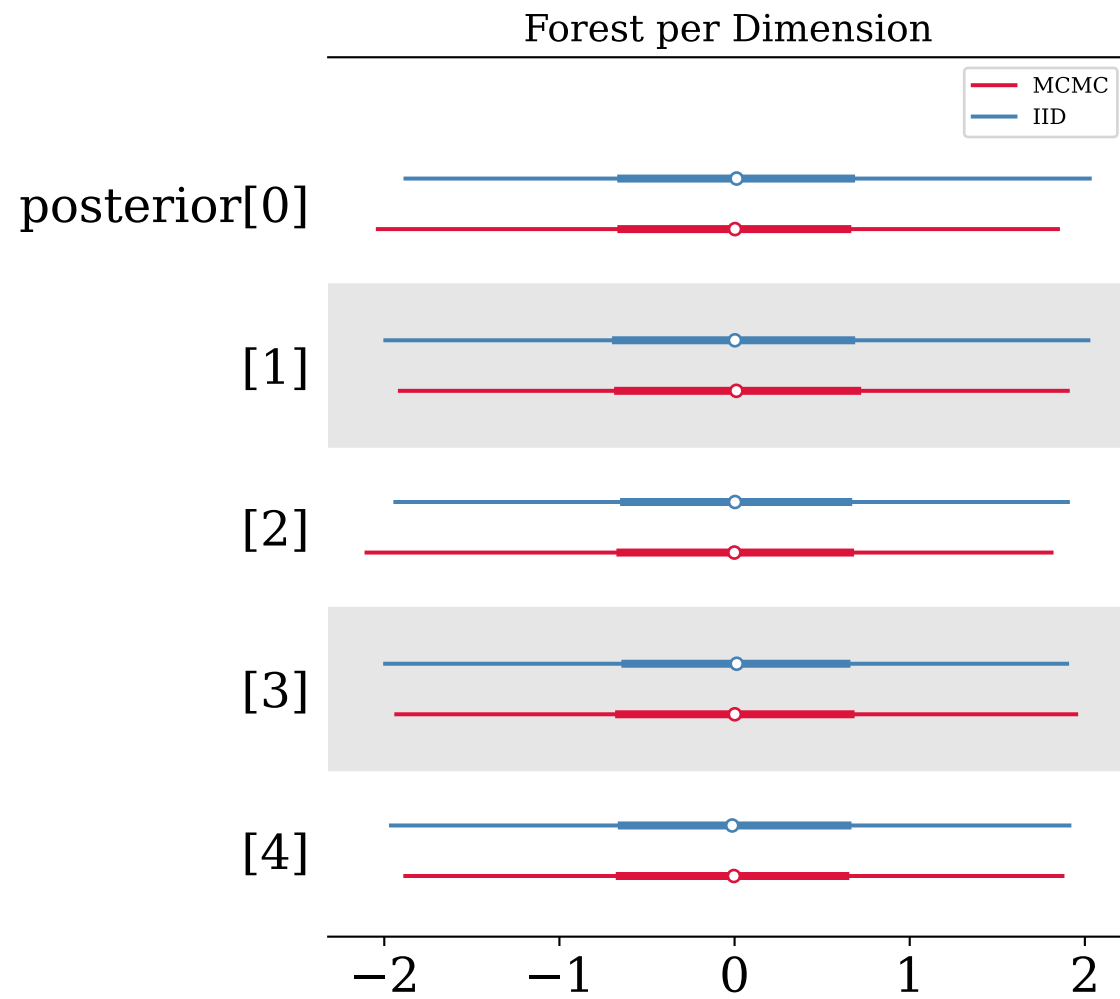 Forest per Dimension
MCMC
IID
posterior[0]
[1]
[2]
[3]
[4]
−2 −1 0 1 2